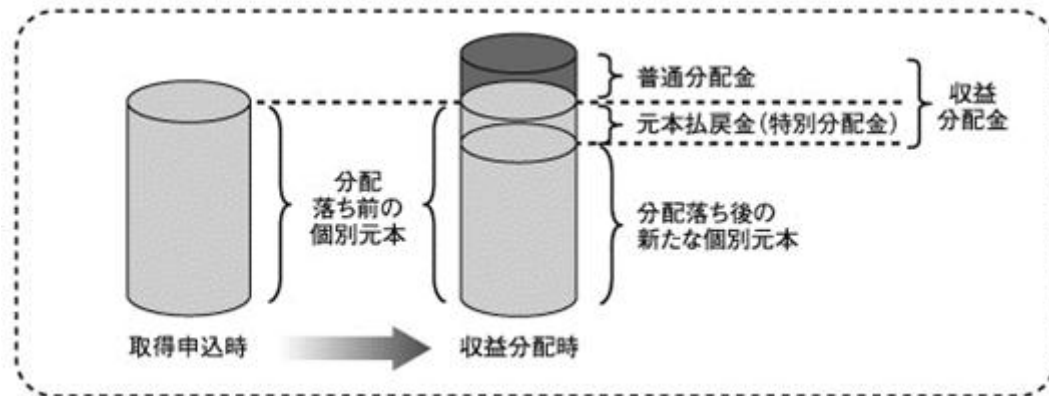 普通分配金
元本払戻金(特別分配金)
収益
分配金
分配
落ち前の
個別元本
分配落ち後の
新たな個別元本
取得申込時
収益分配時